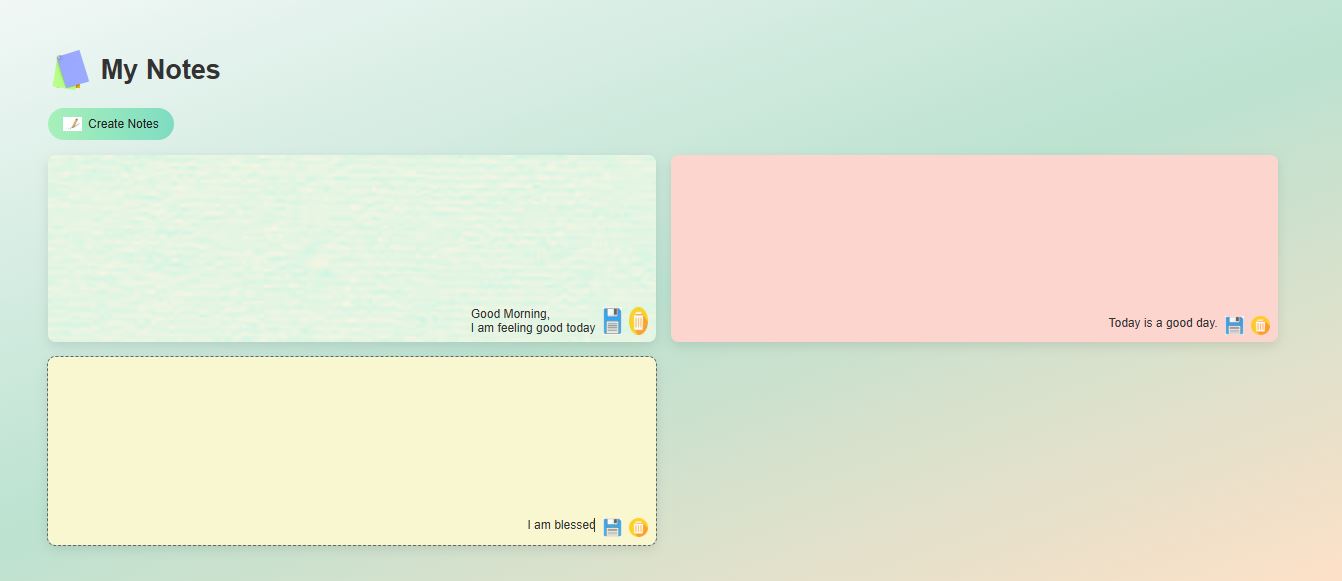 My Notes
Create Notes
Good Morning,
I am feeling good today
Today is a good day.
I am blessed